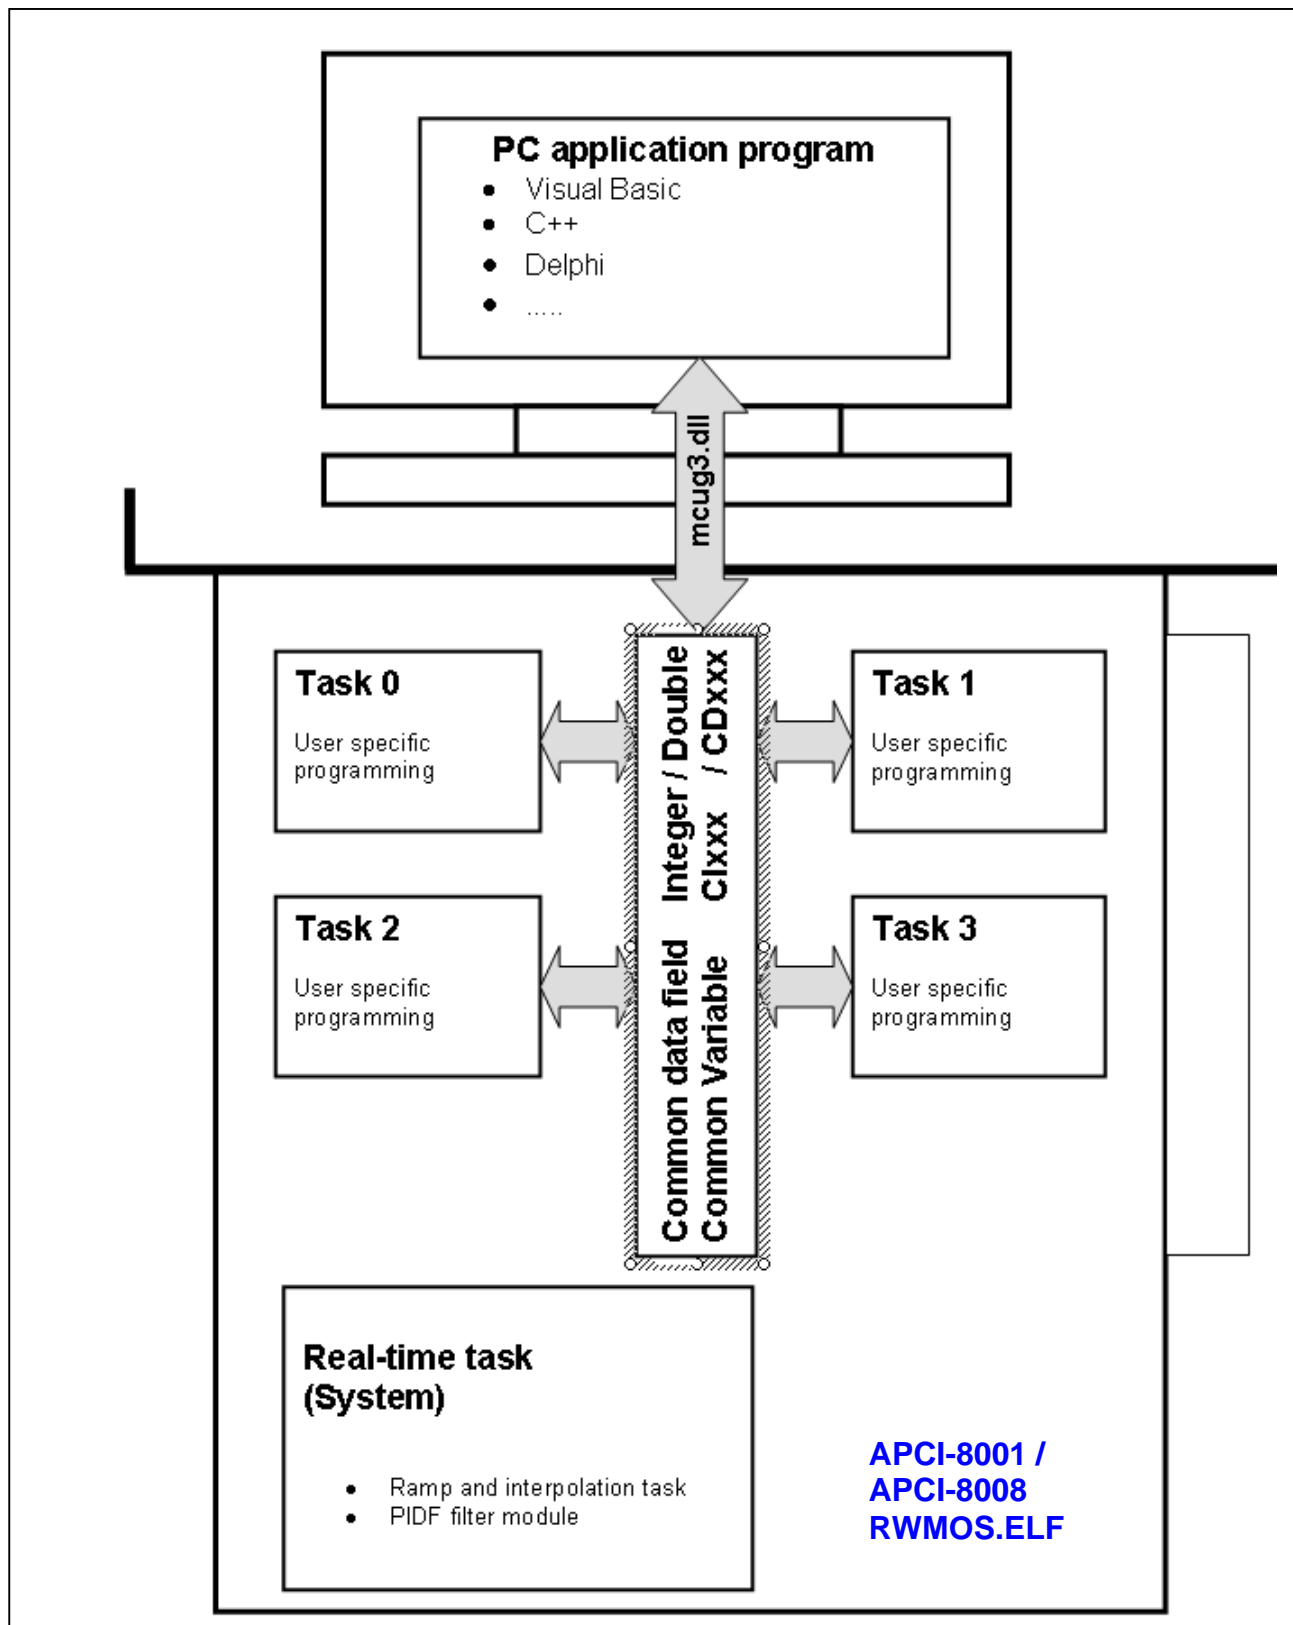 PC application program
• Visual Basic
• C++
• Delphi
• .....
mcug3.dll
Task 0
User specific
programming
Task 1
User specific
programming
Common data field Integer / Double
Common Variable CIxxx / CDxxx
Task 2
User specific
programming
Task 3
User specific
programming
Real-time task
(System)
• Ramp and interpolation task
• PIDF filter module
APCI-8001 /
APCI-8008
RWMOS.ELF